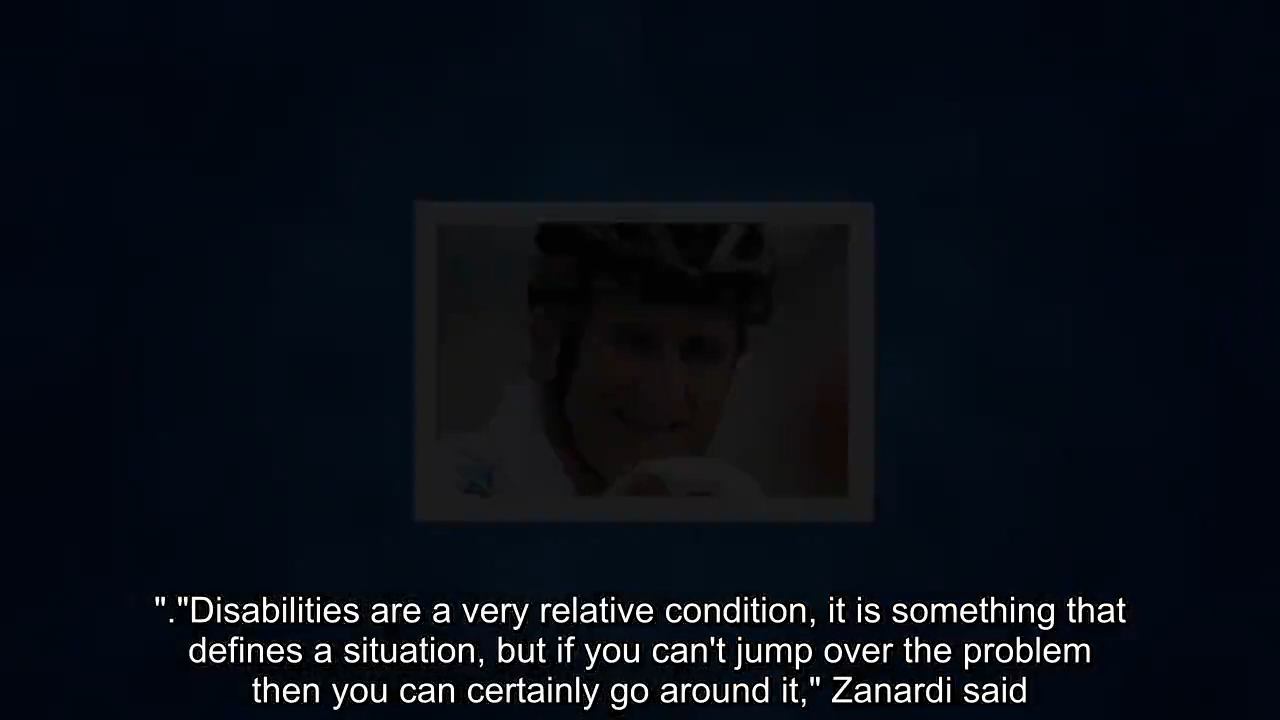 "."Disabilities are a very relative condition, it is something that
defines a situation, but if you can't jump over the problem
then you can certainly go around it," Zanardi said